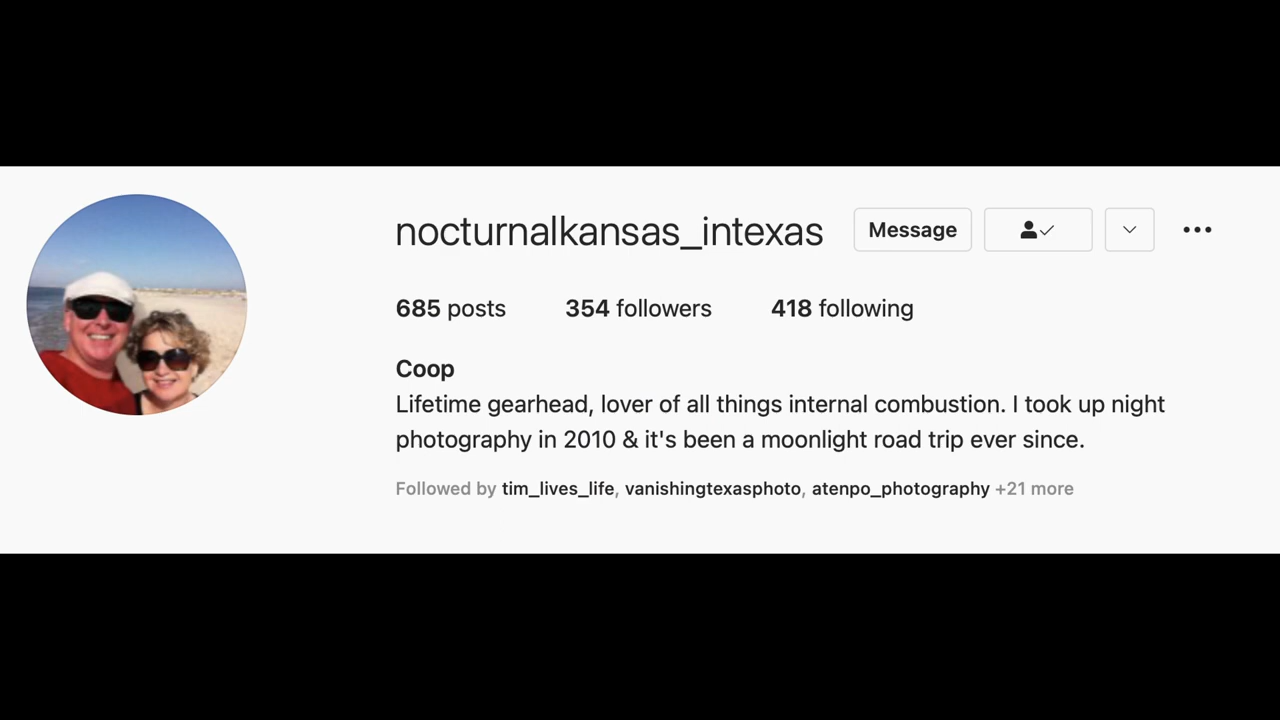 nocturnalkansas_intexas Message
685 posts 354 followers 418 following
Coop
Lifetime gearhead, lover of all things internal combustion. I took up night
photography in 2010 & it's been a moonlight road trip ever since.
Followed by tim_lives_life, vanishingtexasphoto, atenpo_photography +21 more